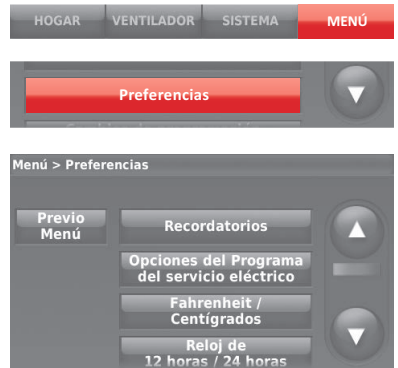 HOGAR VENTILADOR SISTEMA MENÚ
Preferencias
Menú > Preferencias
Previo
Menú
Recordatorios
Opciones del Programa
del servicio eléctrico
Fahrenheit /
Centígrados
Reloj de
12 horas / 24 horas